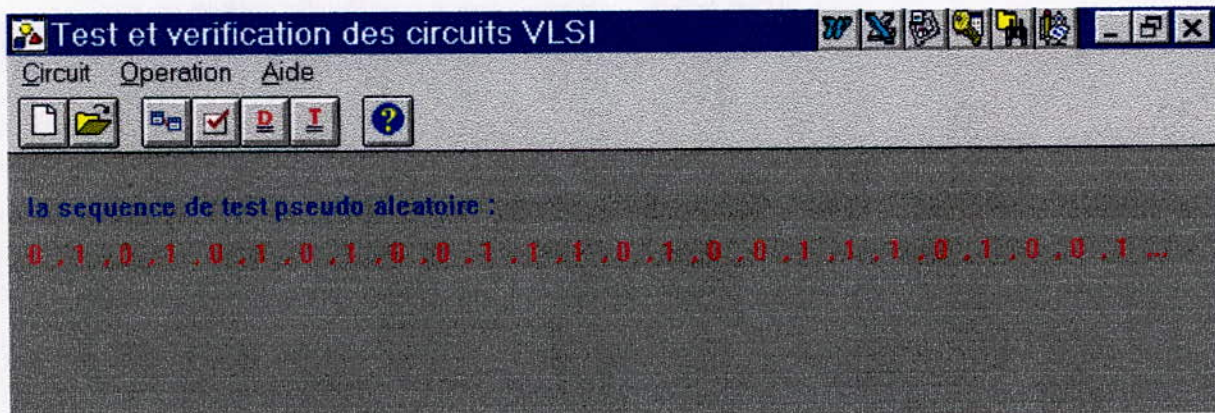 Test et verification des circuits VLSI
Circuit Operation Aide
D T ?
la sequence de test pseudo aleatoire :
0 ,1 ,0 ,1 ,0 ,1 ,0 ,1 ,0 ,0 ,1 ,1 ,1 ,0 ,1 ,0 ,0 ,1 ,1 ,1 ,0 ,1 ,0 ,0 ,1 ...